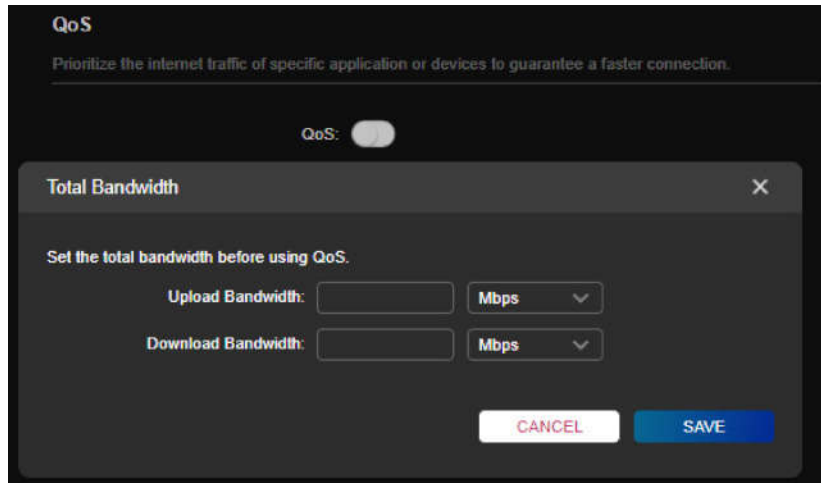 QoS
Prioritize the internet traffic of specific application or devices to guarantee a faster connection.
QoS:
Total Bandwidth
Set the total bandwidth before using QoS.
Upload Bandwidth: Mbps
Download Bandwidth: Mbps
CANCEL SAVE